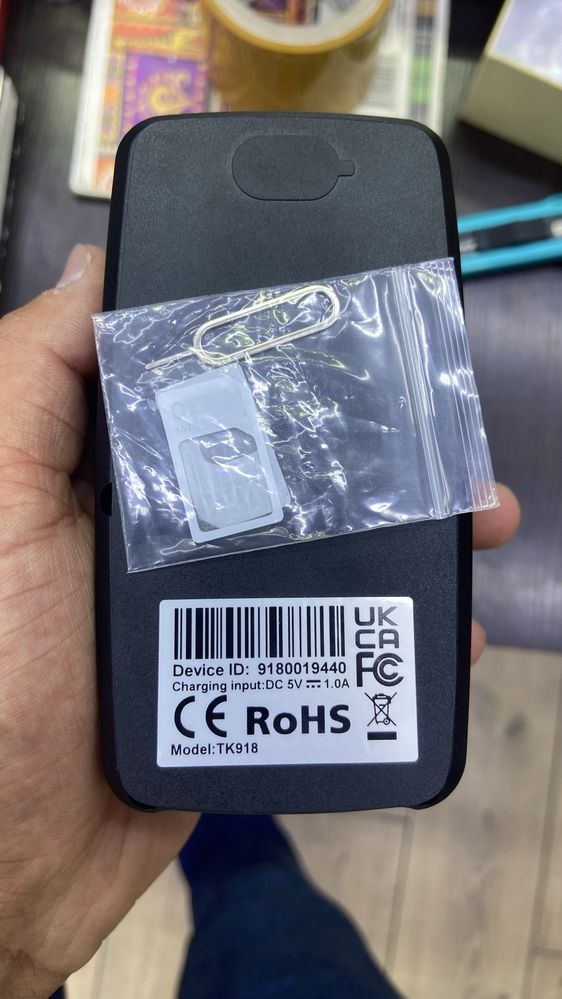 Device ID: 9180019440
Charging input:DC 5V ⎓ 1.0A
UK
CA
FC
CE RoHS
Model:TK918